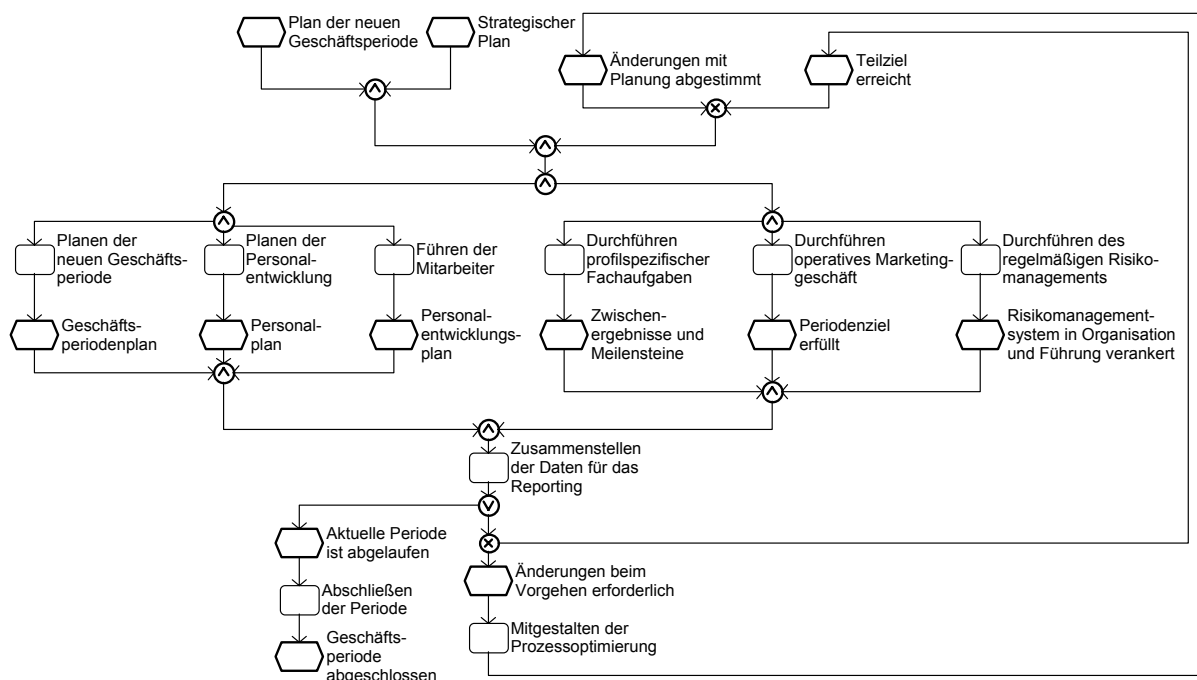 Plan der neuen
Geschäftsperiode
Strategischer
Plan
Änderungen mit
Planung abgestimmt
Teilziel
erreicht
Planen der
neuen Geschäfts-
periode
Planen der
Personal-
entwicklung
Führen der
Mitarbeiter
Durchführen
profilspezifischer
Fachaufgaben
Durchführen
operatives Marketing-
geschäft
Durchführen des
regelmäßigen Risiko-
managements
Geschäfts-
periodenplan
Personal-
plan
Personal-
entwicklungs-
plan
Zwischen-
ergebnisse und
Meilensteine
Periodenziel
erfüllt
Risikomanagement-
system in Organisation
und Führung verankert
Zusammenstellen
der Daten für das
Reporting
Aktuelle Periode
ist abgelaufen
Änderungen beim
Vorgehen erforderlich
Abschließen
der Periode
Mitgestalten der
Prozessoptimierung
Geschäfts-
periode
abgeschlossen